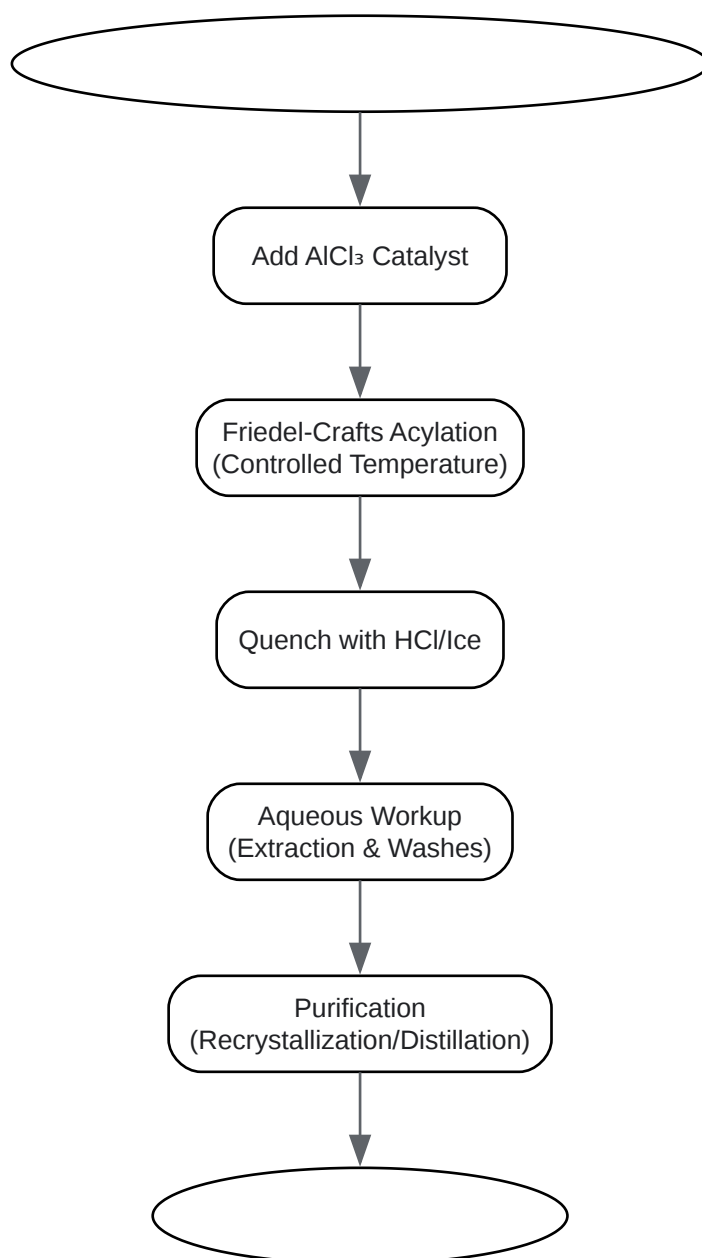 Add AlCl₃ Catalyst
Friedel-Crafts Acylation
(Controlled Temperature)
Quench with HCl/Ice
Aqueous Workup
(Extraction & Washes)
Purification
(Recrystallization/Distillation)